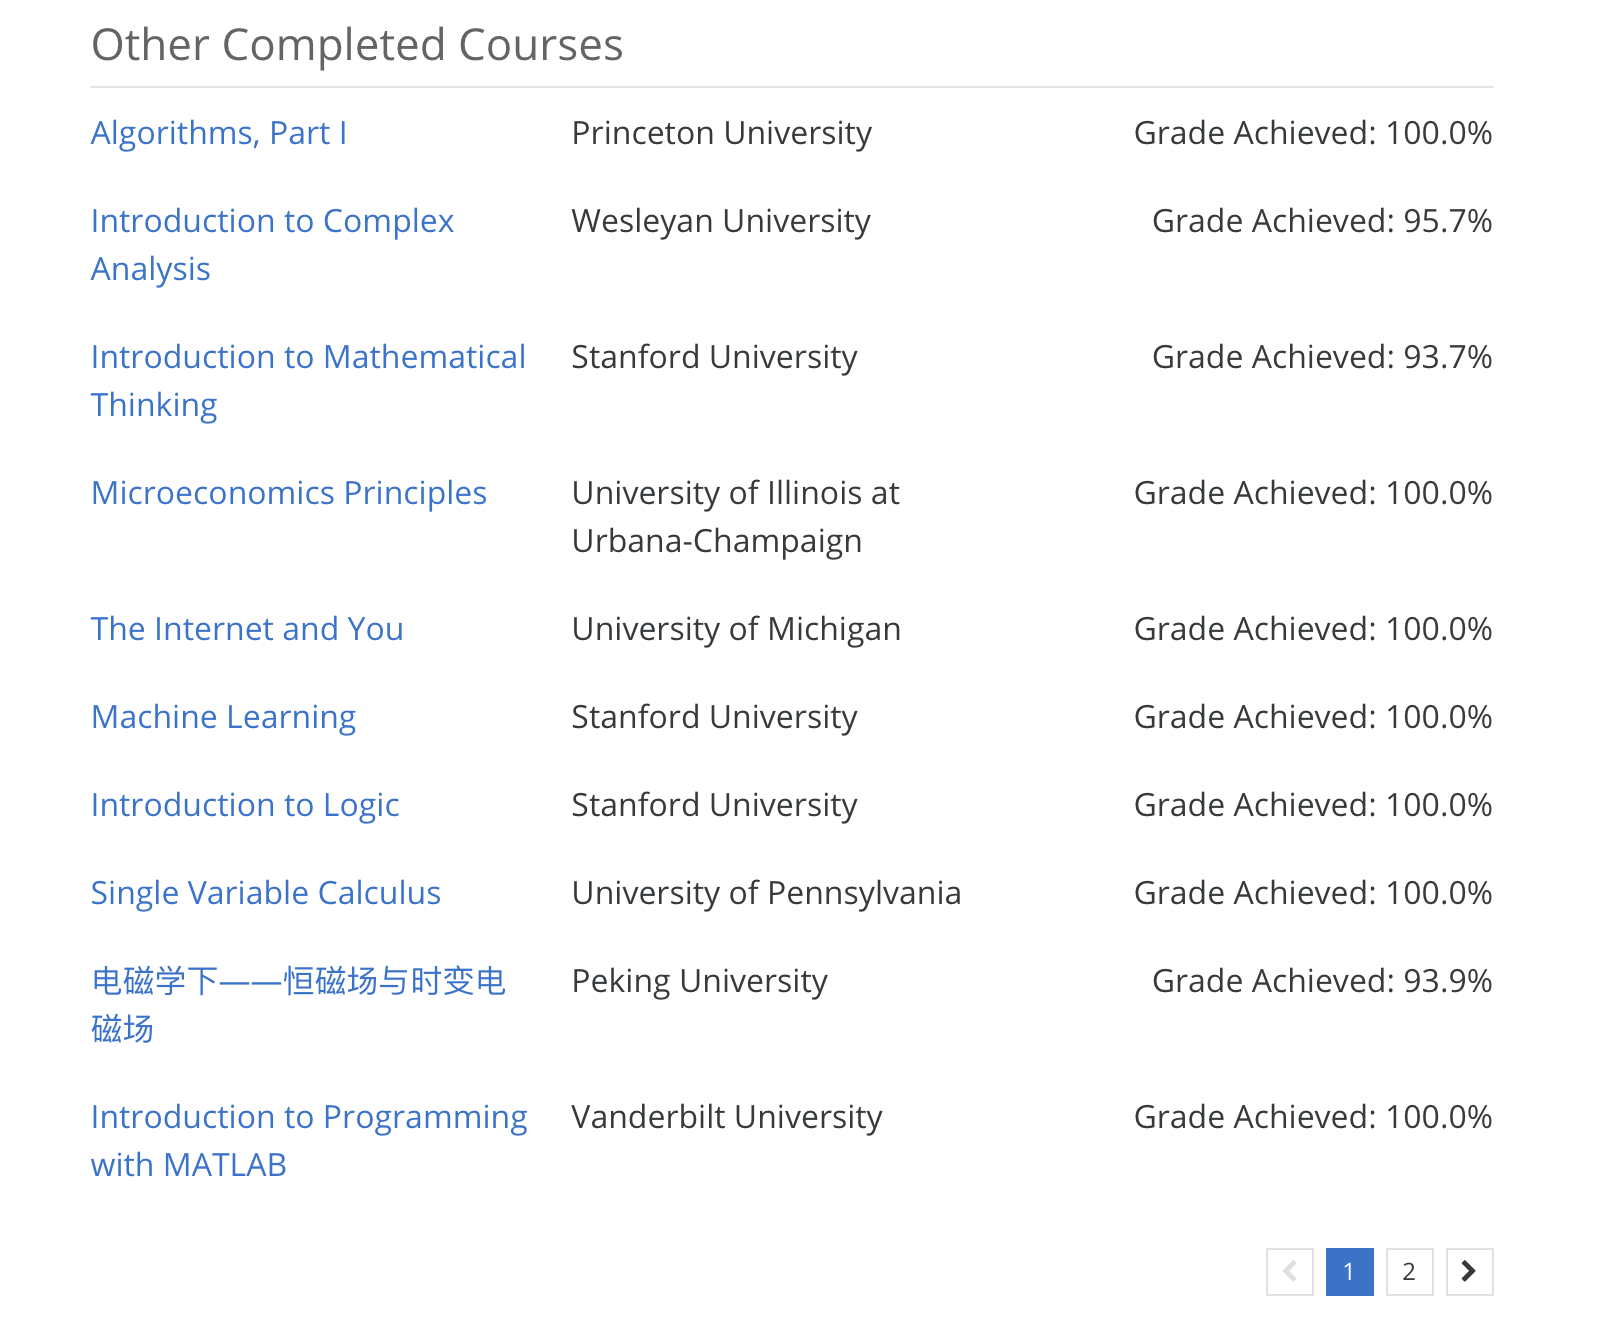 Other Completed Courses
Algorithms, Part I Princeton University Grade Achieved: 100.0%
Introduction to Complex Wesleyan University Grade Achieved: 95.7%
Analysis
Introduction to Mathematical Stanford University Grade Achieved: 93.7%
Thinking
Microeconomics Principles University of Illinois at Grade Achieved: 100.0%
Urbana-Champaign
The Internet and You University of Michigan Grade Achieved: 100.0%
Machine Learning Stanford University Grade Achieved: 100.0%
Introduction to Logic Stanford University Grade Achieved: 100.0%
Single Variable Calculus University of Pennsylvania Grade Achieved: 100.0%
电磁学下——恒磁场与时变电 Peking University Grade Achieved: 93.9%
磁场
Introduction to Programming Vanderbilt University Grade Achieved: 100.0%
with MATLAB
1 2